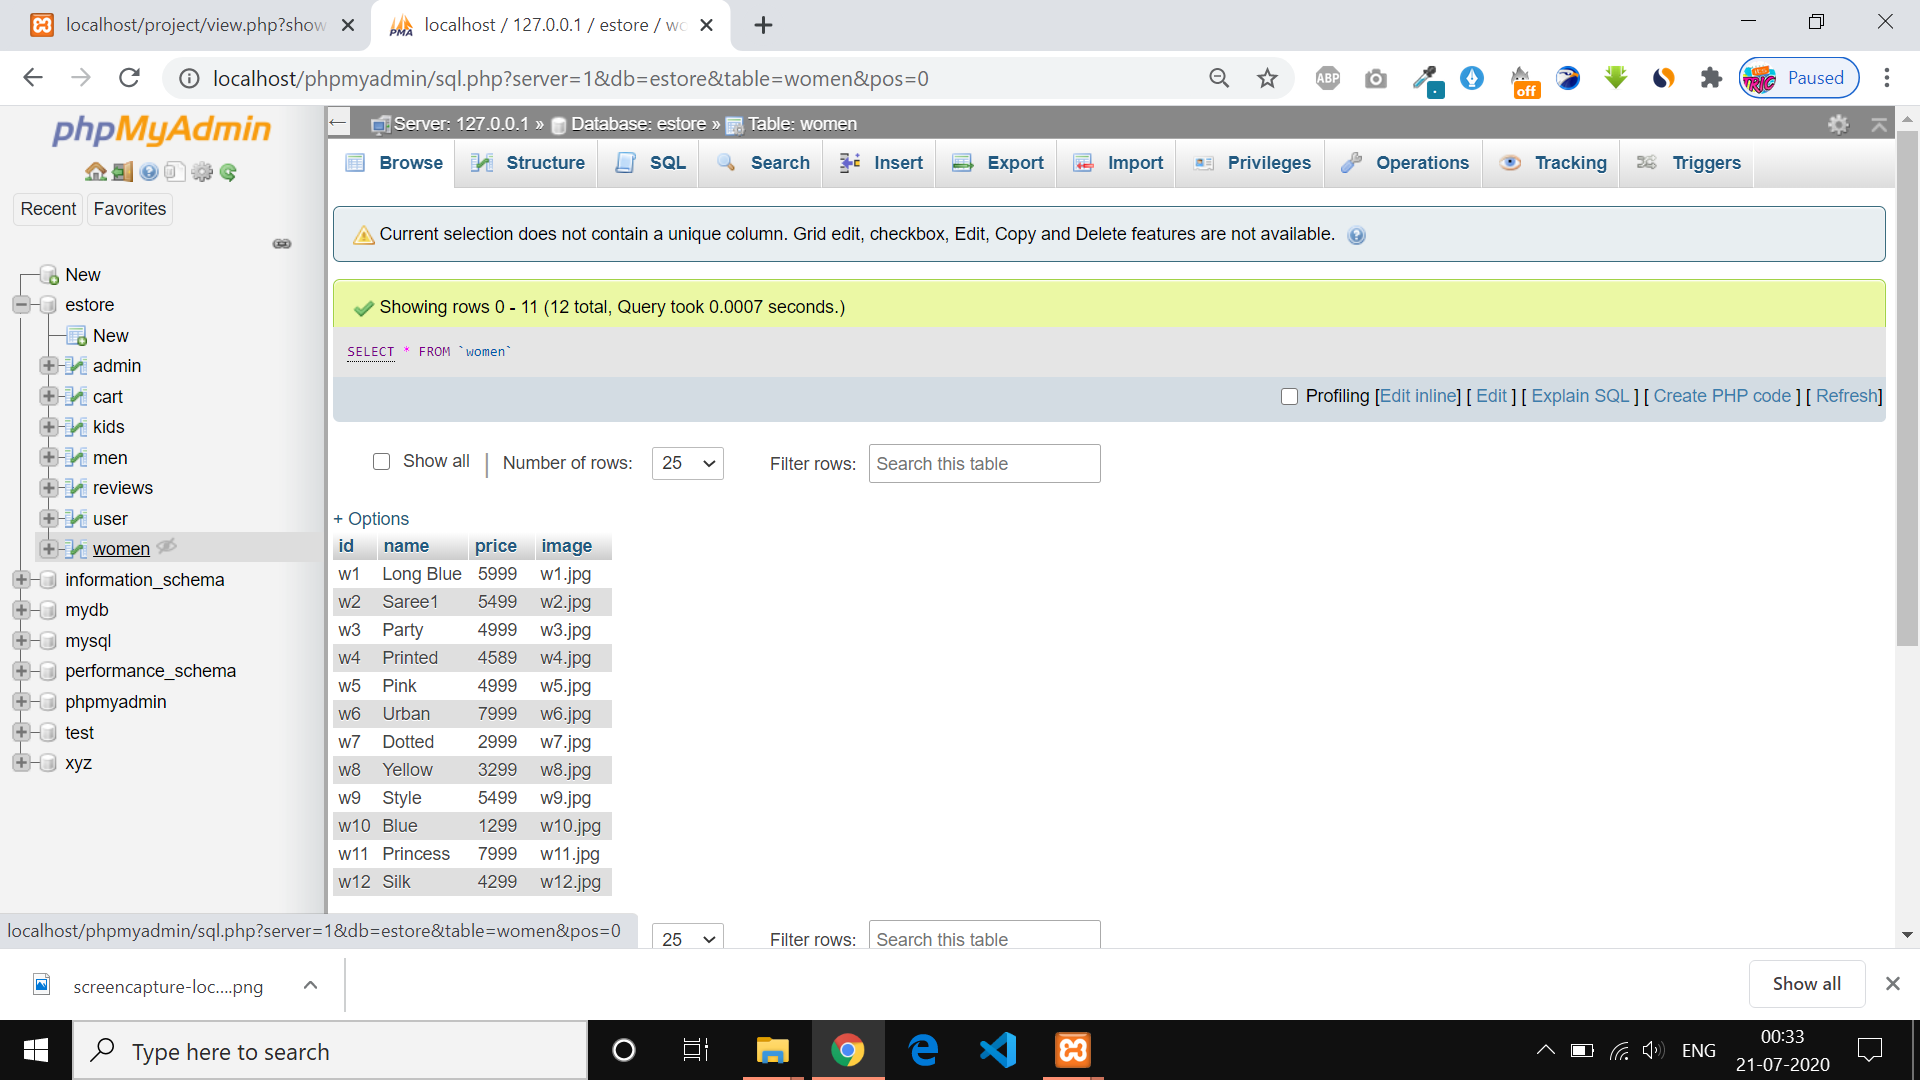 localhost/project/view.php?show
localhost / 127.0.0.1 / estore / wo
localhost/phpmyadmin/sql.php?server=1&db=estore&table=women&pos=0
ABP
off
Paused
phpMyAdmin
Recent
Favorites
New
estore
New
admin
cart
kids
men
reviews
user
women
information_schema
mydb
mysql
performance_schema
phpmyadmin
test
xyz
Server: 127.0.0.1 » Database: estore » Table: women
Browse Structure SQL Search Insert Export Import Privileges Operations Tracking Triggers
Current selection does not contain a unique column. Grid edit, checkbox, Edit, Copy and Delete features are not available.
Showing rows 0 - 11 (12 total, Query took 0.0007 seconds.)
SELECT * FROM `women`
Profiling [Edit inline] [ Edit ] [ Explain SQL ] [ Create PHP code ] [ Refresh]
Show all | Number of rows: 25 Filter rows: Search this table
+ Options
id name price image
w1 Long Blue 5999 w1.jpg
w2 Saree1 5499 w2.jpg
w3 Party 4999 w3.jpg
w4 Printed 4589 w4.jpg
w5 Pink 4999 w5.jpg
w6 Urban 7999 w6.jpg
w7 Dotted 2999 w7.jpg
w8 Yellow 3299 w8.jpg
w9 Style 5499 w9.jpg
w10 Blue 1299 w10.jpg
w11 Princess 7999 w11.jpg
w12 Silk 4299 w12.jpg
25 Filter rows: Search this table
localhost/phpmyadmin/sql.php?server=1&db=estore&table=women&pos=0
screencapture-loc....png
Show all
Type here to search
ENG
00:33
21-07-2020